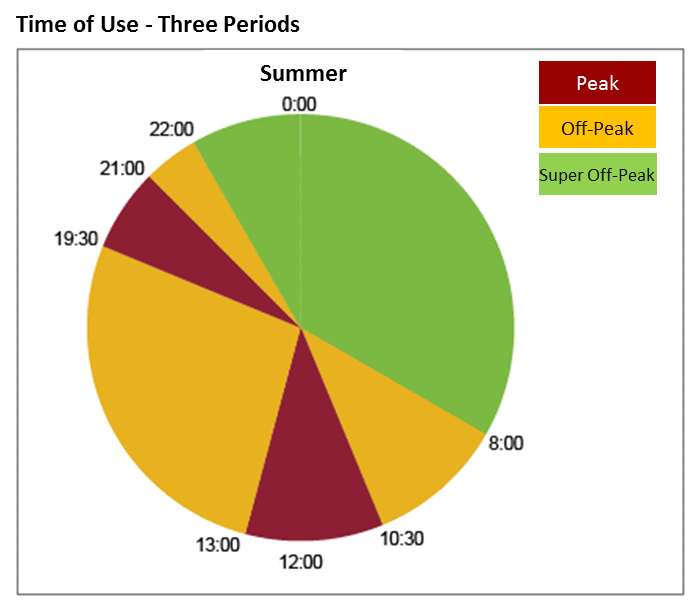 Time of Use - Three Periods
Summer
Peak
Off-Peak
Super Off-Peak
0:00
22:00
21:00
19:30
8:00
10:30
13:00
12:00